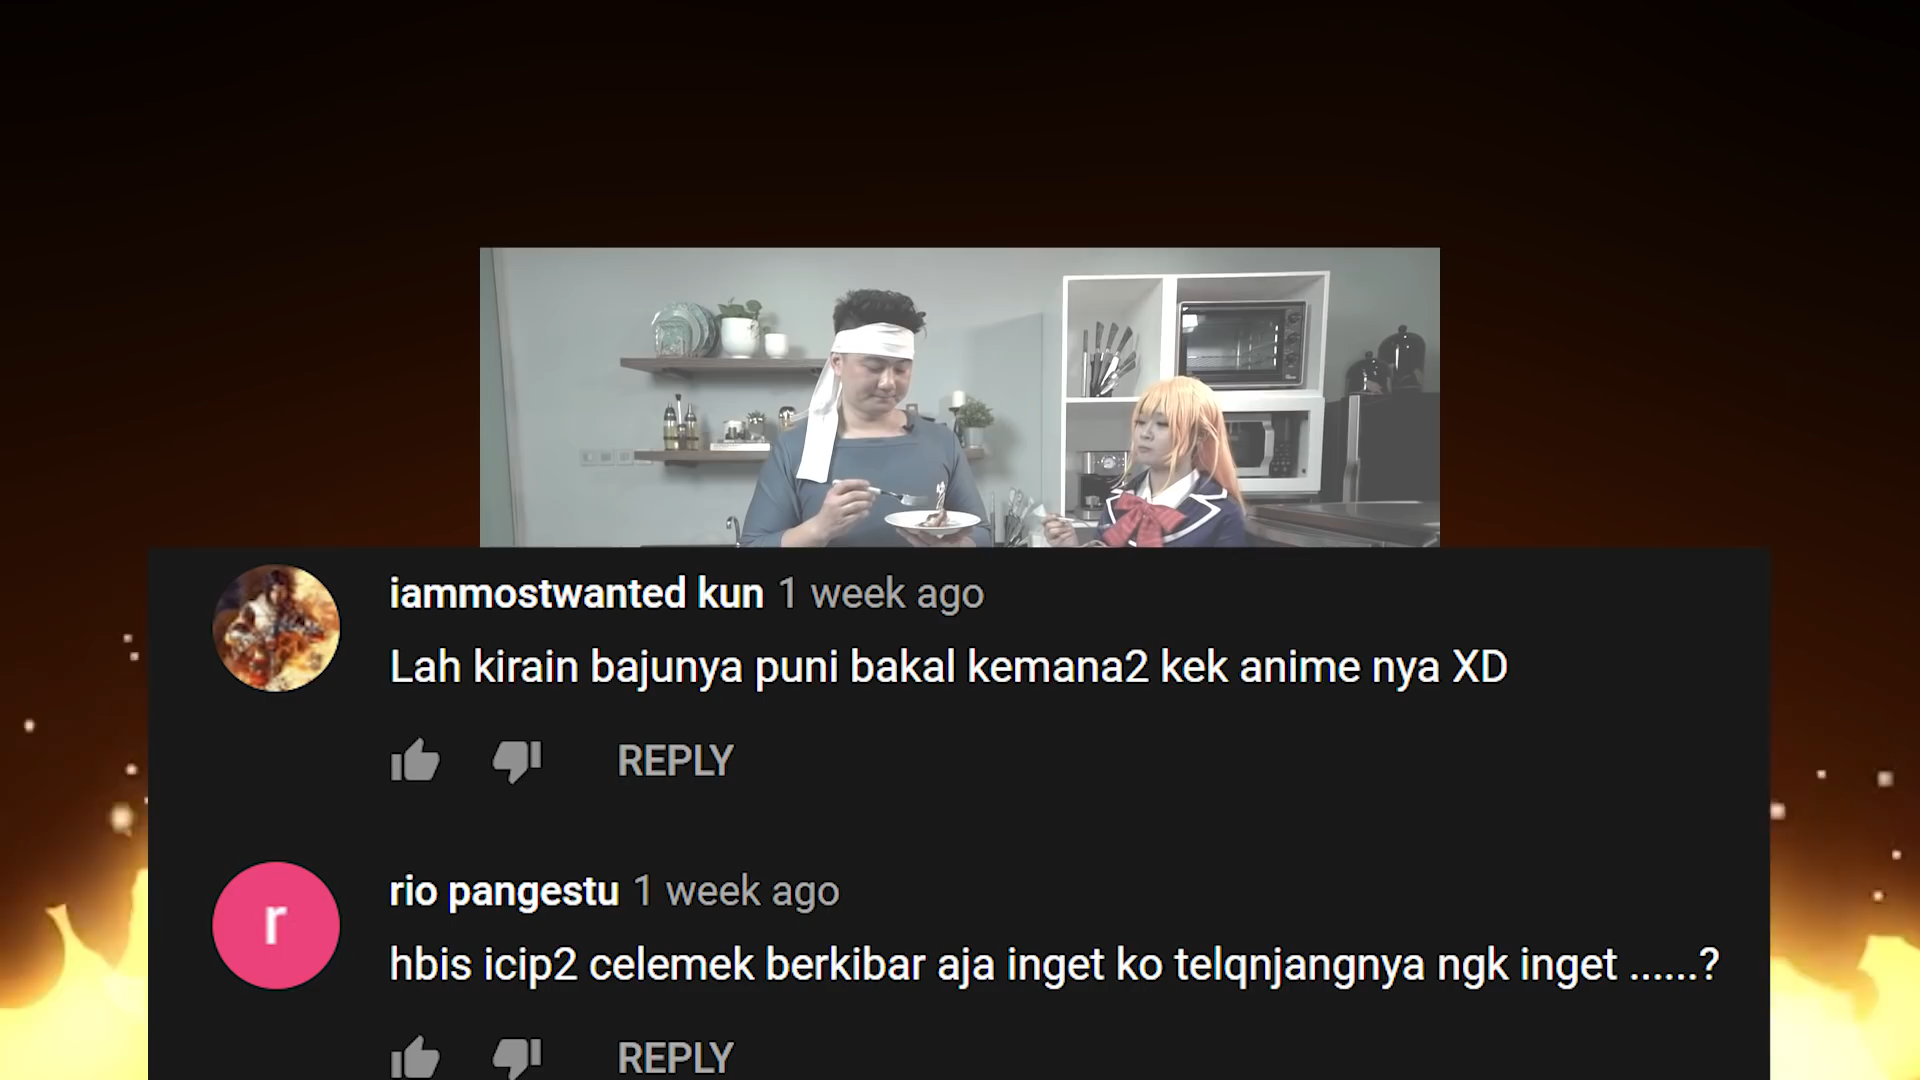 iammostwanted kun 1 week ago
Lah kirain bajunya puni bakal kemana2 kek anime nya XD
REPLY
r
rio pangestu 1 week ago
hbis icip2 celemek berkibar aja inget ko telqnjangnya ngk inget ......?
REPLY